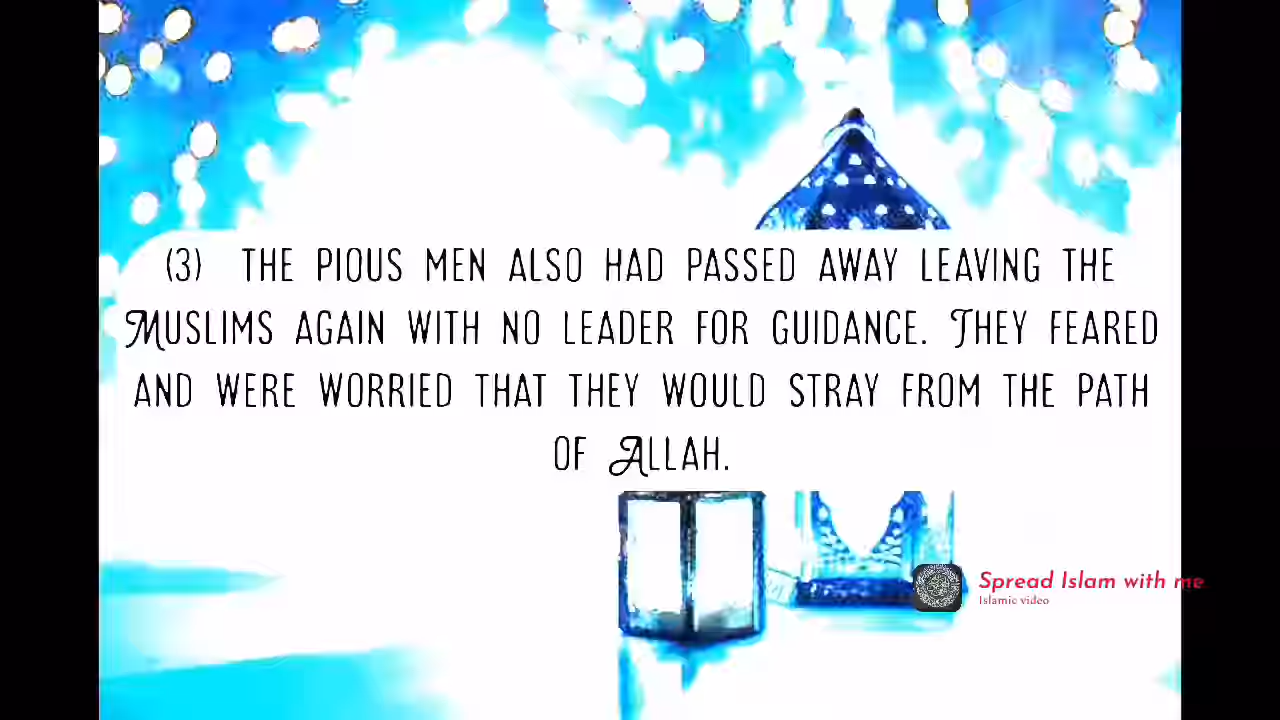 (3) THE PIOUS MEN ALSO HAD PASSED AWAY LEAVING THE
MUSLIMS AGAIN WITH NO LEADER FOR GUIDANCE. THEY FEARED
AND WERE WORRIED THAT THEY WOULD STRAY FROM THE PATH
OF ALLAH.
Spread Islam with me
Islamic video